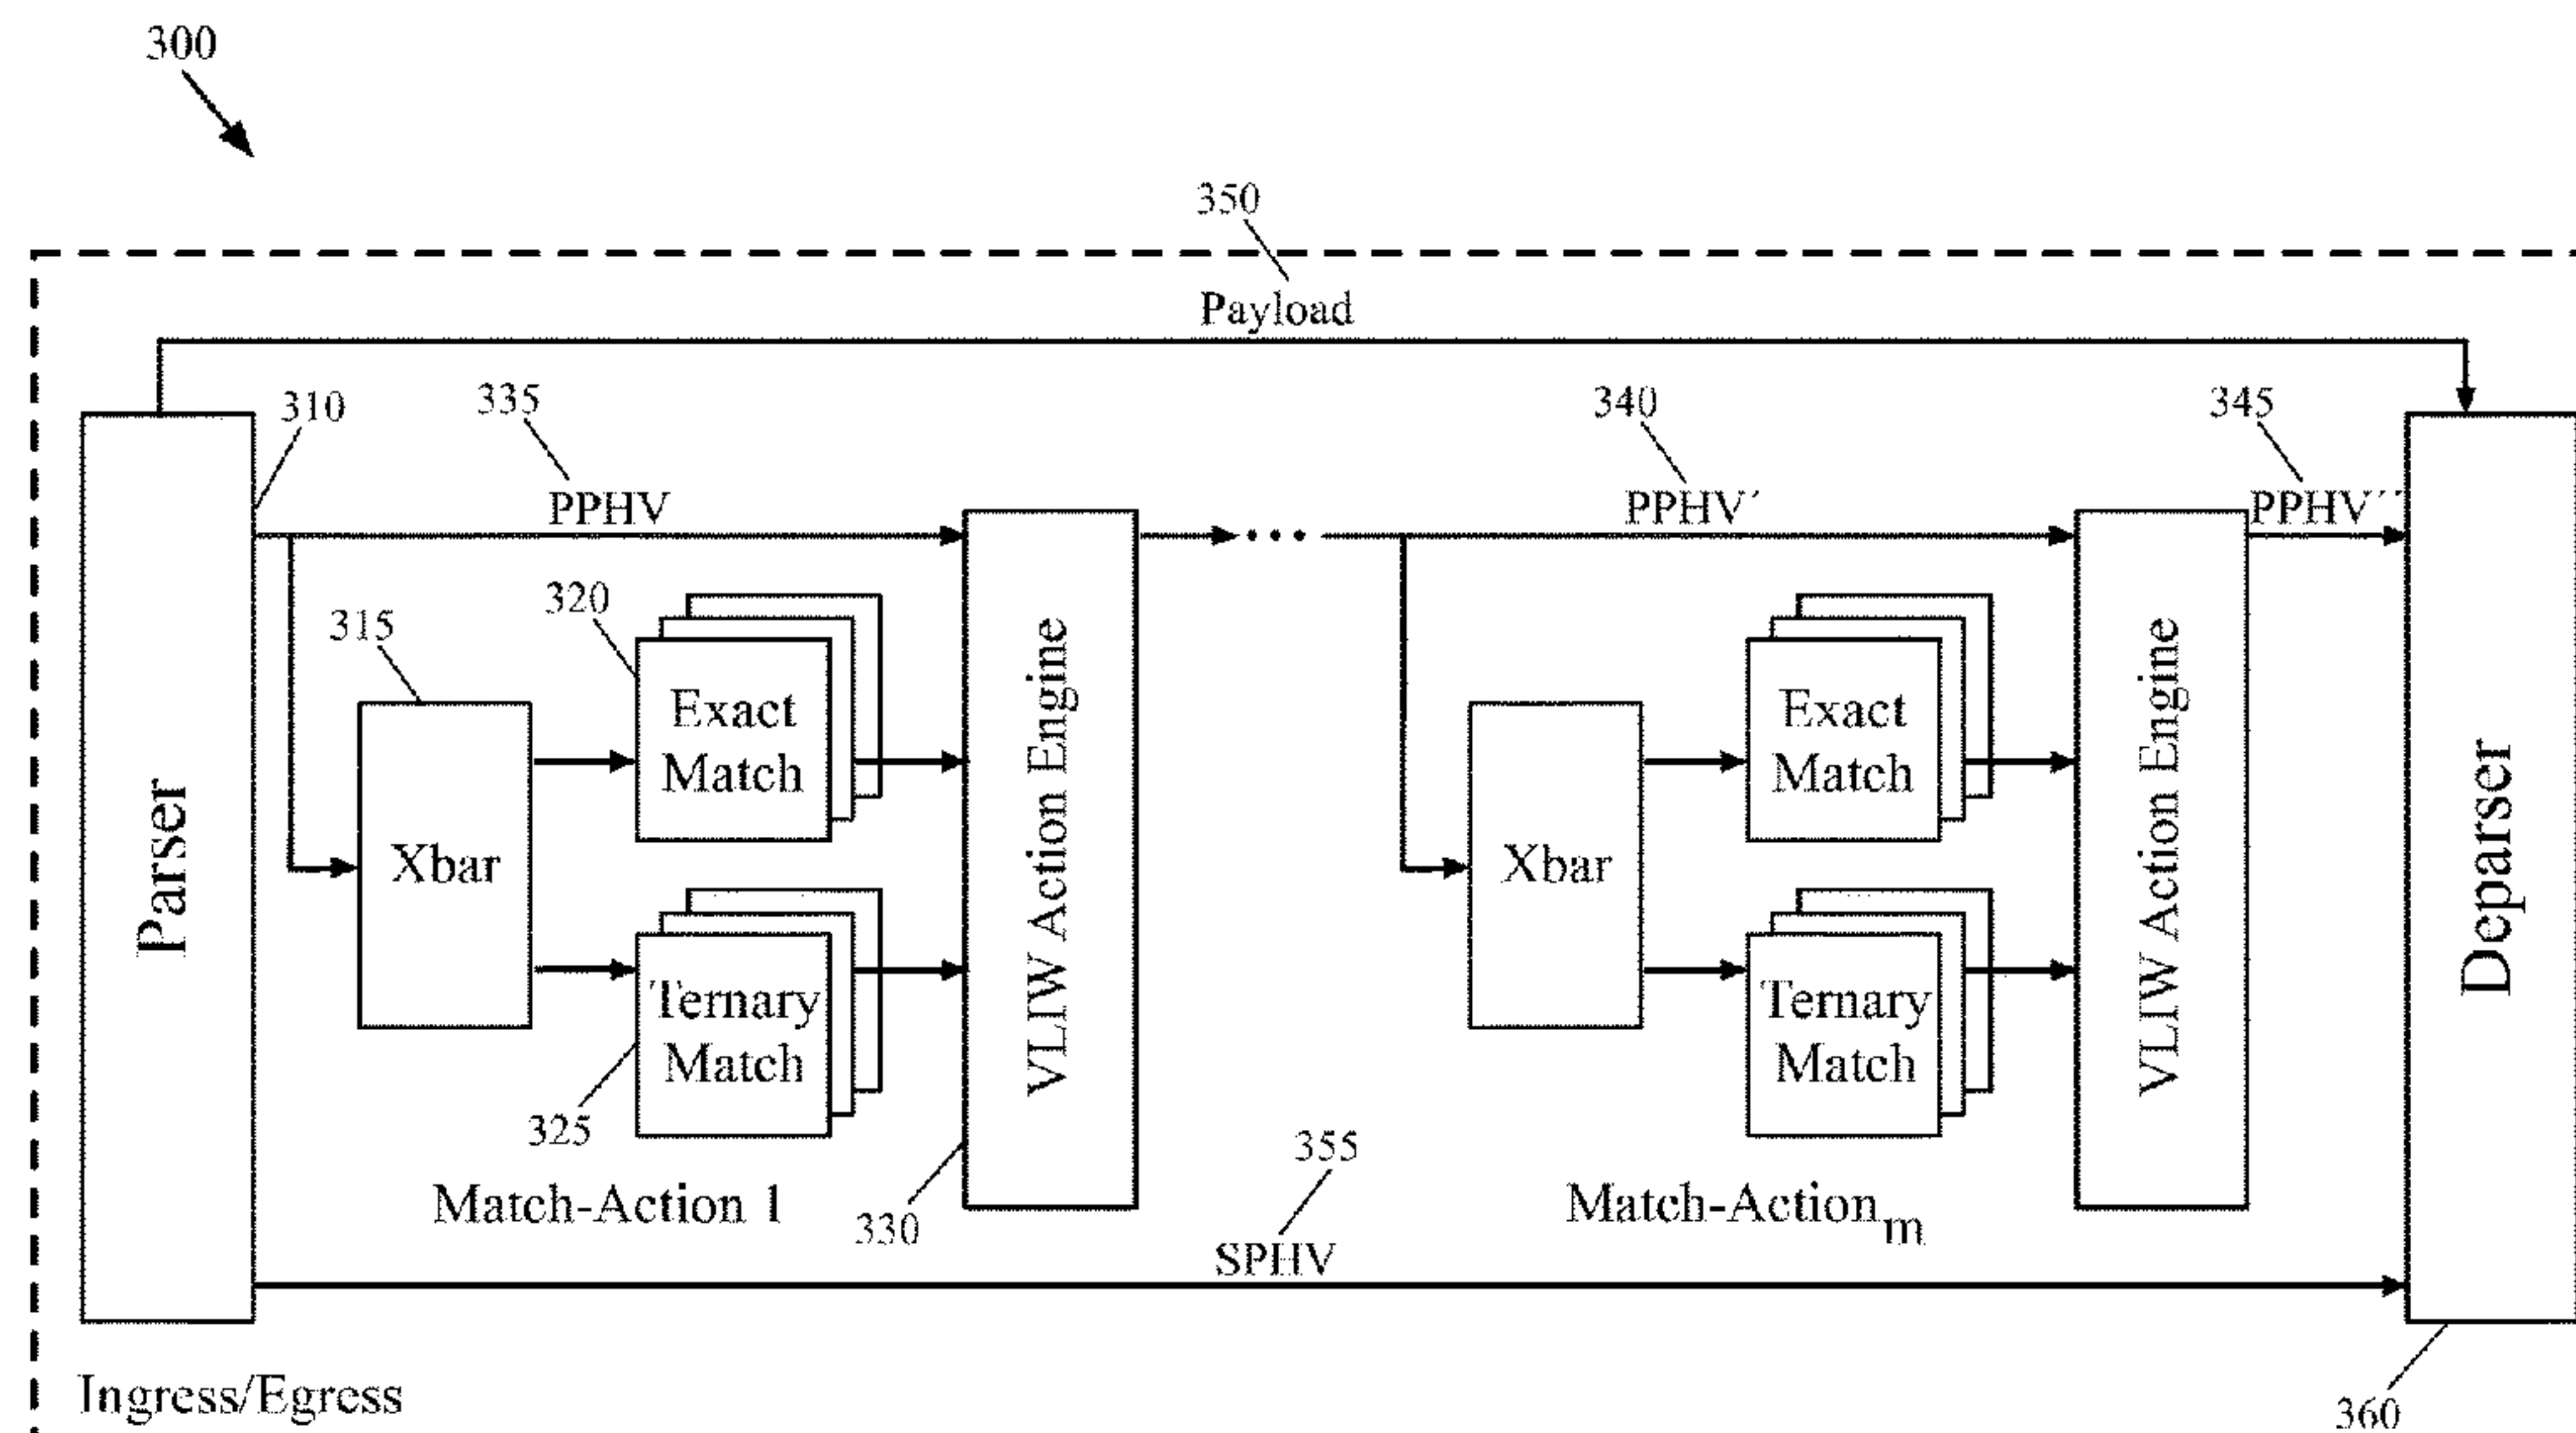 300
350
Payload
310
335
340
345
PPHV
PPHV´
PPHV´´
320
315
Exact
Match
Exact
Match
Xbar
Xbar
Parser
VLIW Action Engine
VLIW Action Engine
Deparser
Ternary
Match
Ternary
Match
325
355
Match-Action 1
330
Match-Actionm
SPHV
Ingress/Egress
360